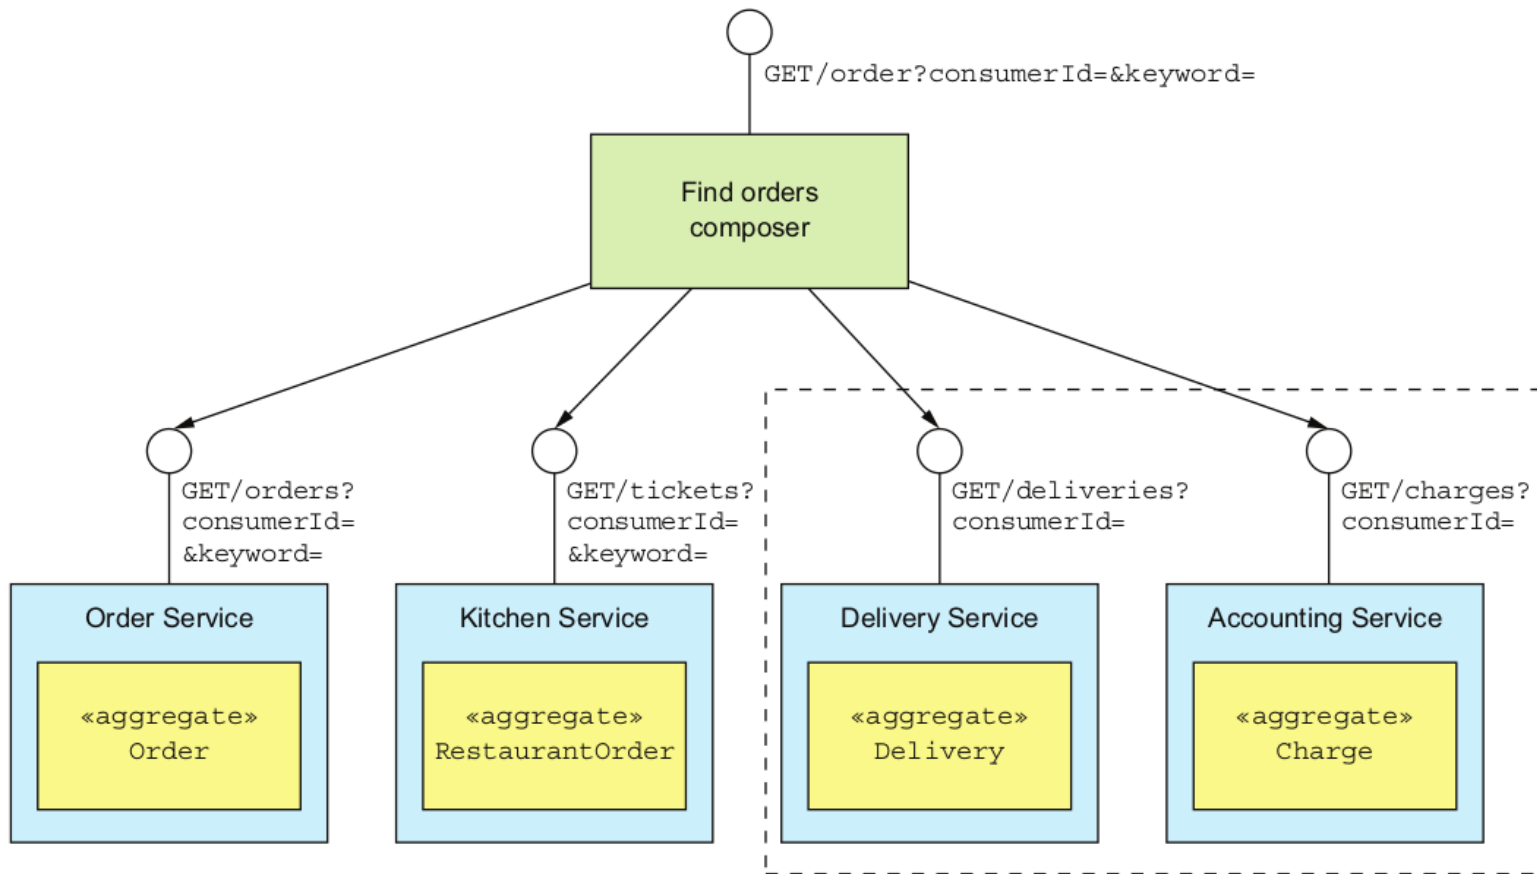 GET/order?consumerId=&keyword=
Find orders
composer
GET/orders?
consumerId=
&keyword=
GET/tickets?
consumerId=
&keyword=
GET/deliveries?
consumerId=
GET/charges?
consumerId=
Order Service
«aggregate»
Order
Kitchen Service
«aggregate»
RestaurantOrder
Delivery Service
«aggregate»
Delivery
Accounting Service
«aggregate»
Charge